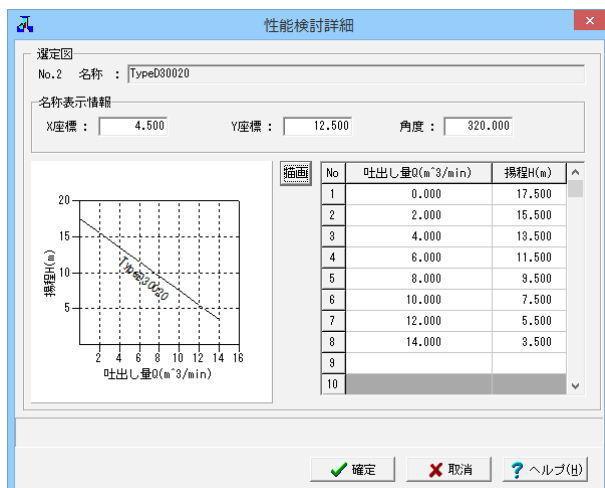 性能検討詳細
選定図
No.2 名称 : TypeD30020
名称表示情報
X座標 : 4.500 Y座標 : 12.500 角度 : 320.000
描画
20
15
10
5
揚程H(m)
TypeD30020
2 4 6 8 10 12 14 16
吐出し量Q(m^3/min)
No 吐出し量Q(m^3/min) 揚程H(m)
1 0.000 17.500
2 2.000 15.500
3 4.000 13.500
4 6.000 11.500
5 8.000 9.500
6 10.000 7.500
7 12.000 5.500
8 14.000 3.500
9
10
確定 取消 ヘルプ(H)